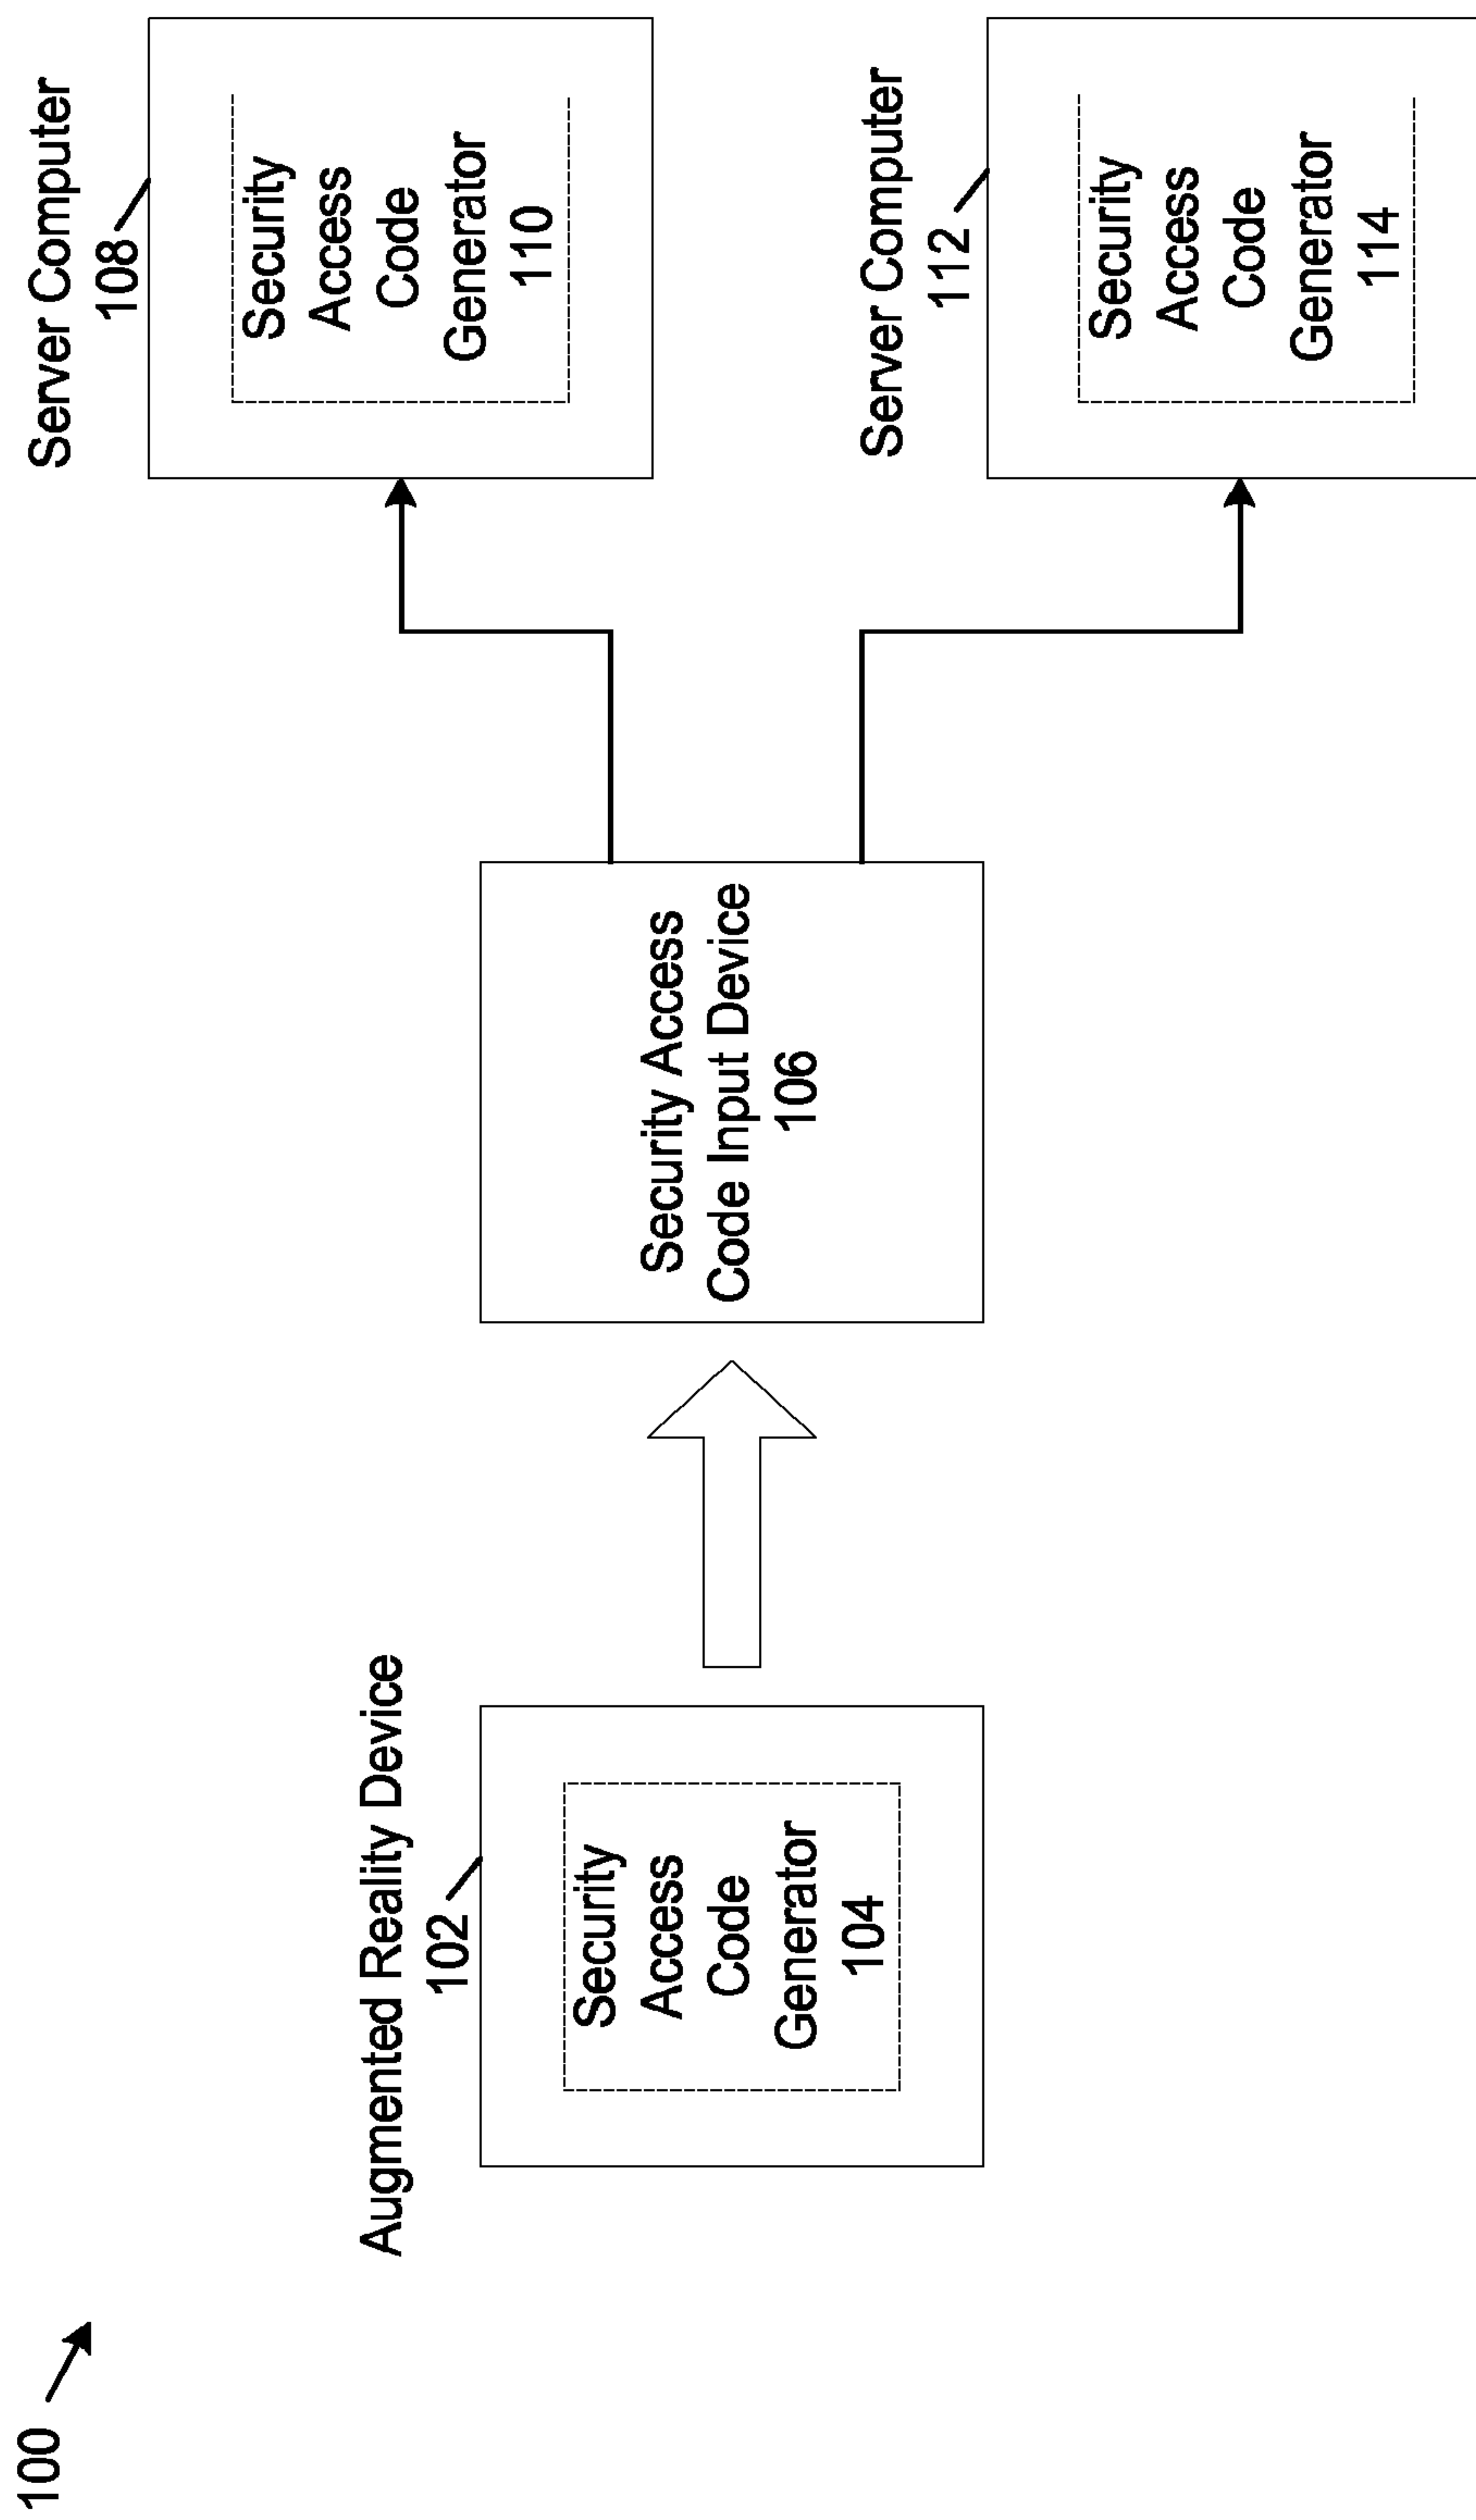 100
Augmented Reality Device
102
Security
Access
Code
Generator
104
Security Access
Code Input Device
106
Server Computer
108
Security
Access
Code
Generator
110
Server Computer
112
Security
Access
Code
Generator
114